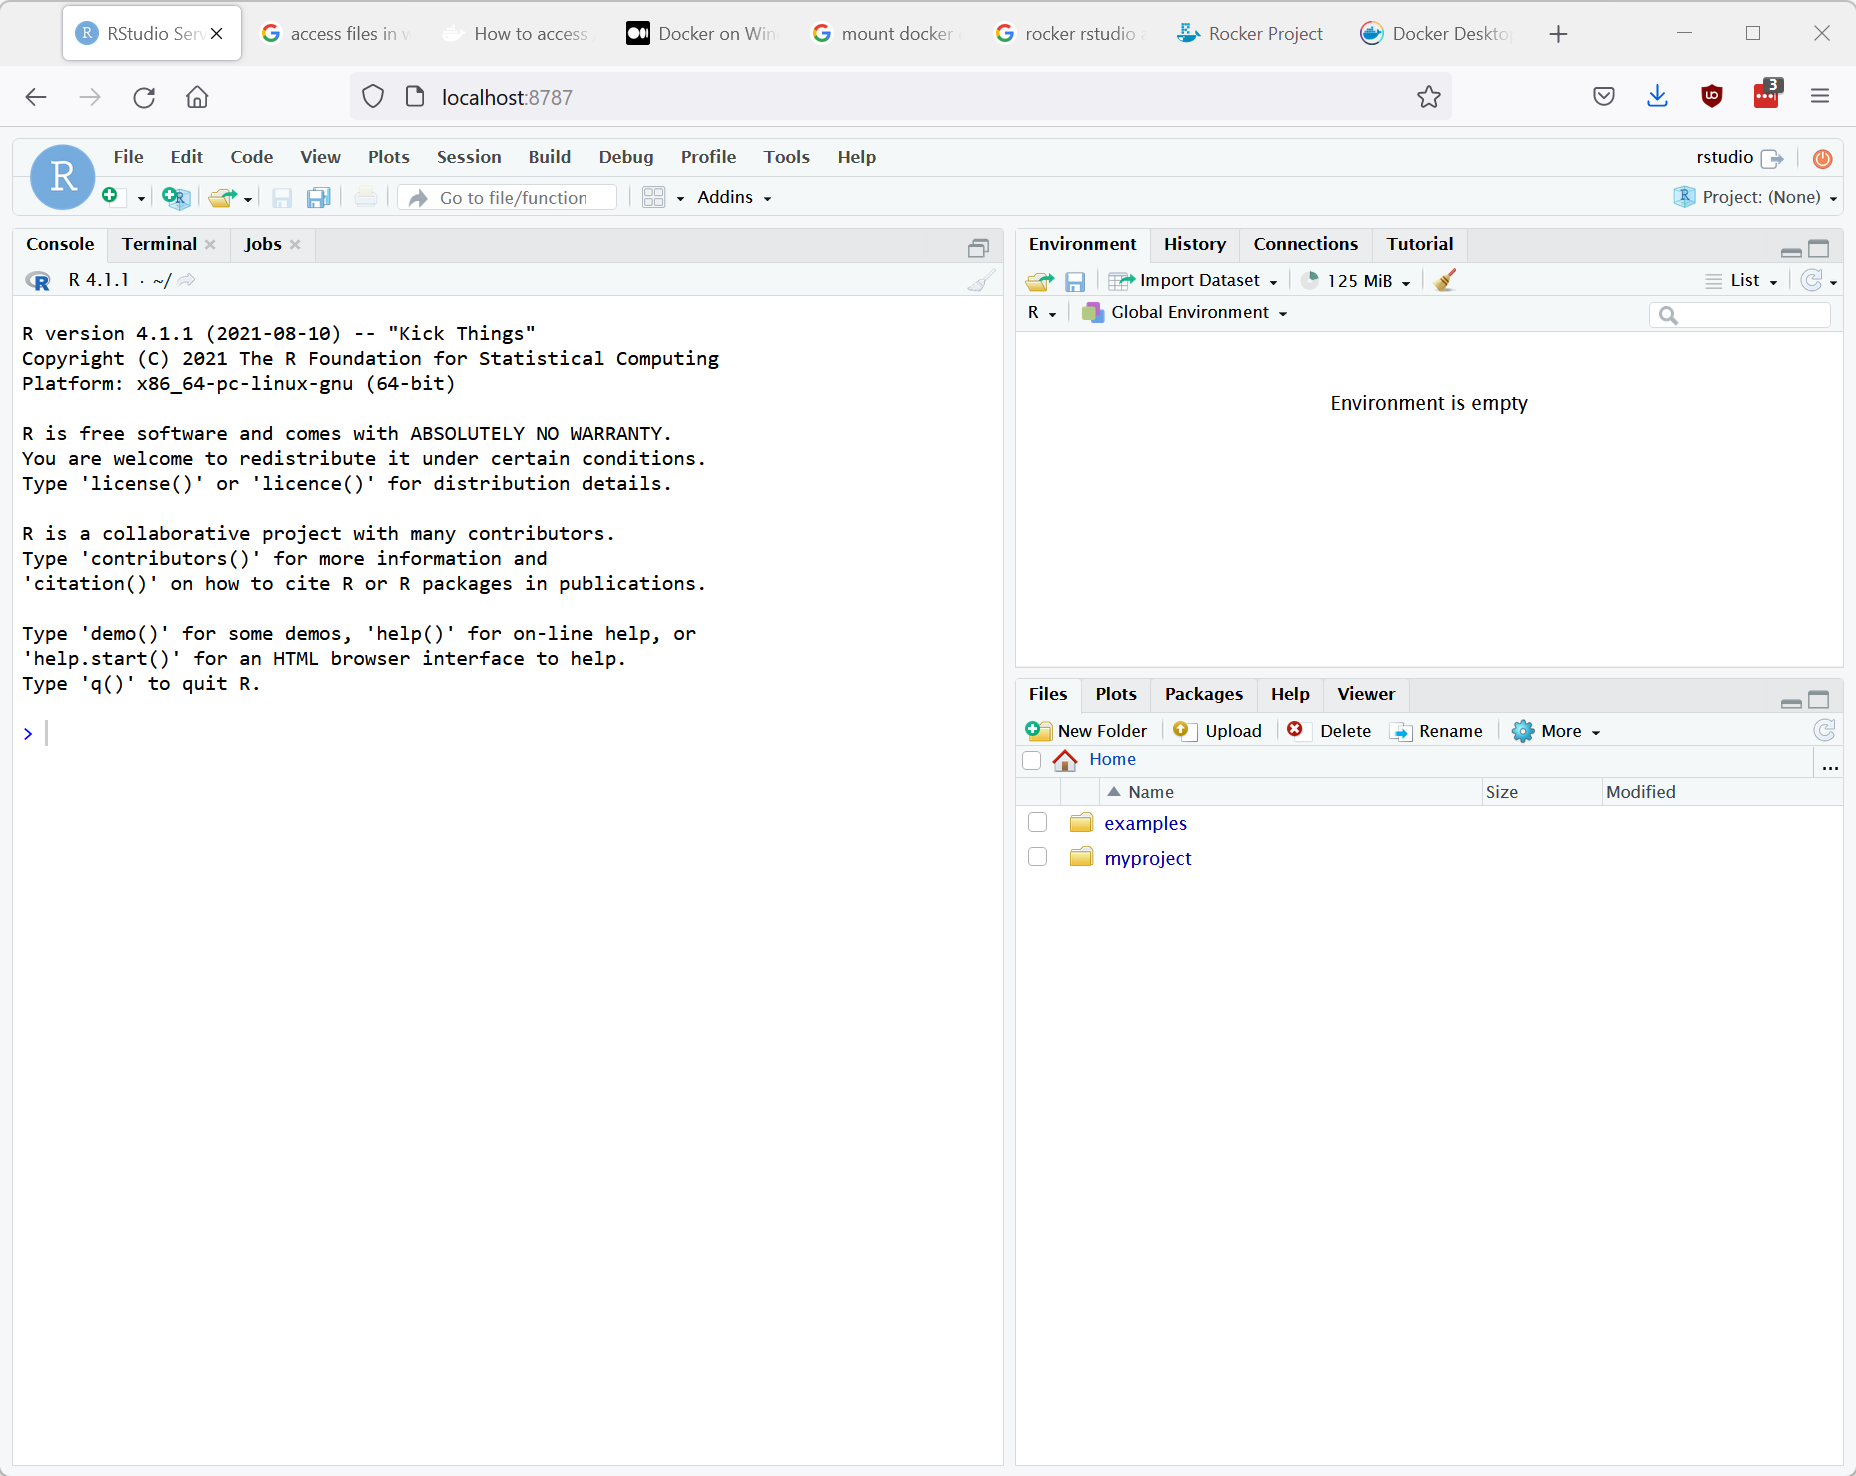 RStudio Serv
access files in w
How to access
Docker on Win
mount docker
rocker rstudio
Rocker Project
Docker Deskto
localhost:8787
3
R
File Edit Code View Plots Session Build Debug Profile Tools Help
rstudio
Go to file/function
Addins
Project: (None)
Console Terminal Jobs
R 4.1.1 · ~/
R version 4.1.1 (2021-08-10) -- "Kick Things"
Copyright (C) 2021 The R Foundation for Statistical Computing
Platform: x86_64-pc-linux-gnu (64-bit)
R is free software and comes with ABSOLUTELY NO WARRANTY.
You are welcome to redistribute it under certain conditions.
Type 'license()' or 'licence()' for distribution details.
R is a collaborative project with many contributors.
Type 'contributors()' for more information and
'citation()' on how to cite R or R packages in publications.
Type 'demo()' for some demos, 'help()' for on-line help, or
'help.start()' for an HTML browser interface to help.
Type 'q()' to quit R.
>
Environment History Connections Tutorial
Import Dataset 125 MiB List
R Global Environment
Environment is empty
Files Plots Packages Help Viewer
New Folder Upload Delete Rename More
Home ...
Name Size Modified
examples
myproject